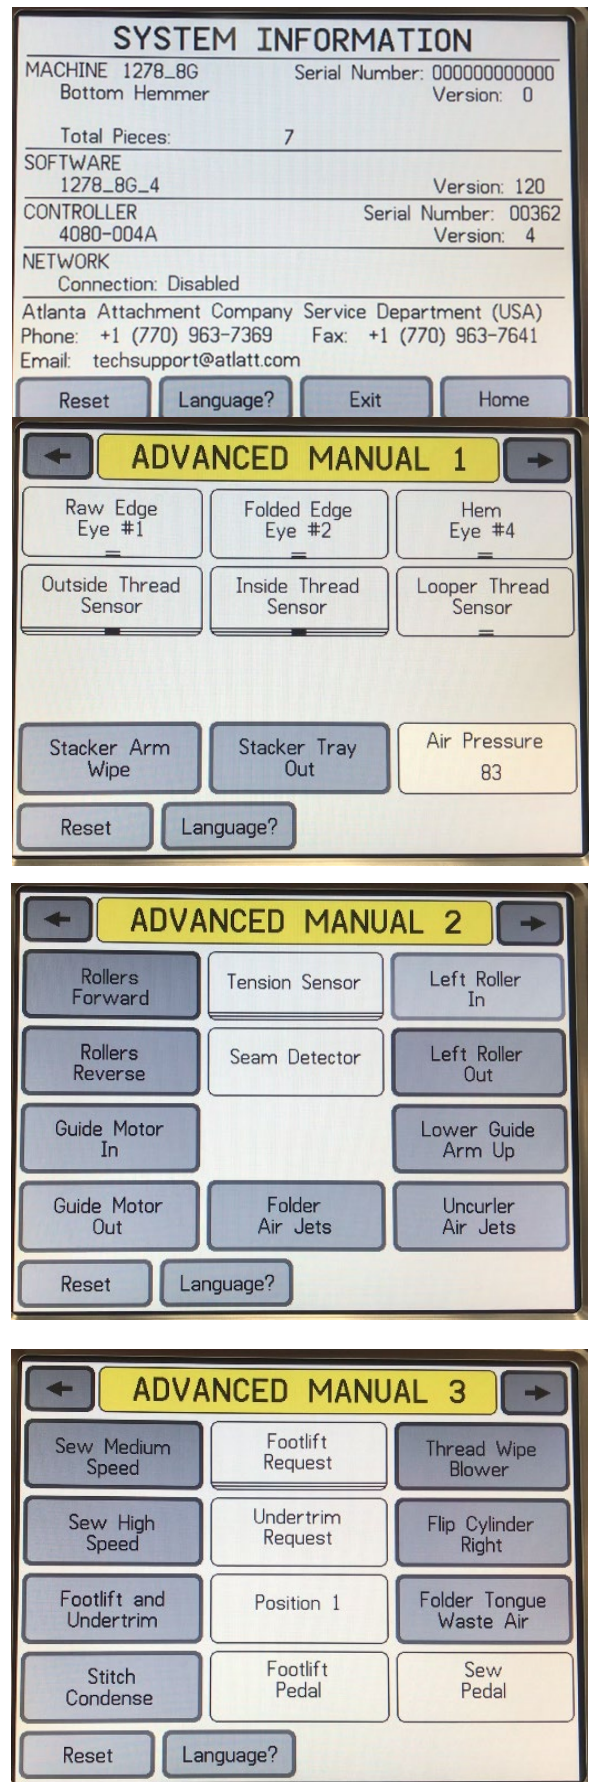 SYSTEM INFORMATION
MACHINE 1278_8G Serial Number: 000000000000
Bottom Hemmer Version: 0
Total Pieces: 7
SOFTWARE
1278_8G_4 Version: 120
CONTROLLER Serial Number: 00362
4080-004A Version: 4
NETWORK
Connection: Disabled
Atlanta Attachment Company Service Department (USA)
Phone: +1 (770) 963-7369 Fax: +1 (770) 963-7641
Email: techsupport@atlatt.com
Reset Language? Exit Home
ADVANCED MANUAL 1
Raw Edge Folded Edge Hem
Eye #1 Eye #2 Eye #4
Outside Thread Inside Thread Looper Thread
Sensor Sensor Sensor
Stacker Arm Stacker Tray Air Pressure
Wipe Out 83
Reset Language?
ADVANCED MANUAL 2
Rollers Tension Sensor Left Roller
Forward In
Rollers Seam Detector Left Roller
Reverse Out
Guide Motor Lower Guide
In Arm Up
Guide Motor Folder Uncurler
Out Air Jets Air Jets
Reset Language?
ADVANCED MANUAL 3
Sew Medium Footlift Thread Wipe
Speed Request Blower
Sew High Undertrim Flip Cylinder
Speed Request Right
Footlift and Position 1 Folder Tongue
Undertrim Waste Air
Stitch Footlift Sew
Condense Pedal Pedal
Reset Language?